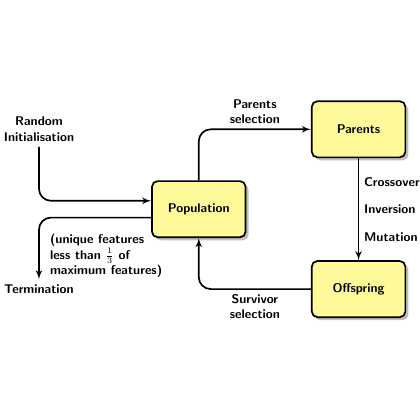 Parents
selection
Parents
Random
Initialisation
Crossover
Population
Inversion
Mutation
(unique features
less than 1/3 of
maximum features)
Termination
Offspring
Survivor
selection